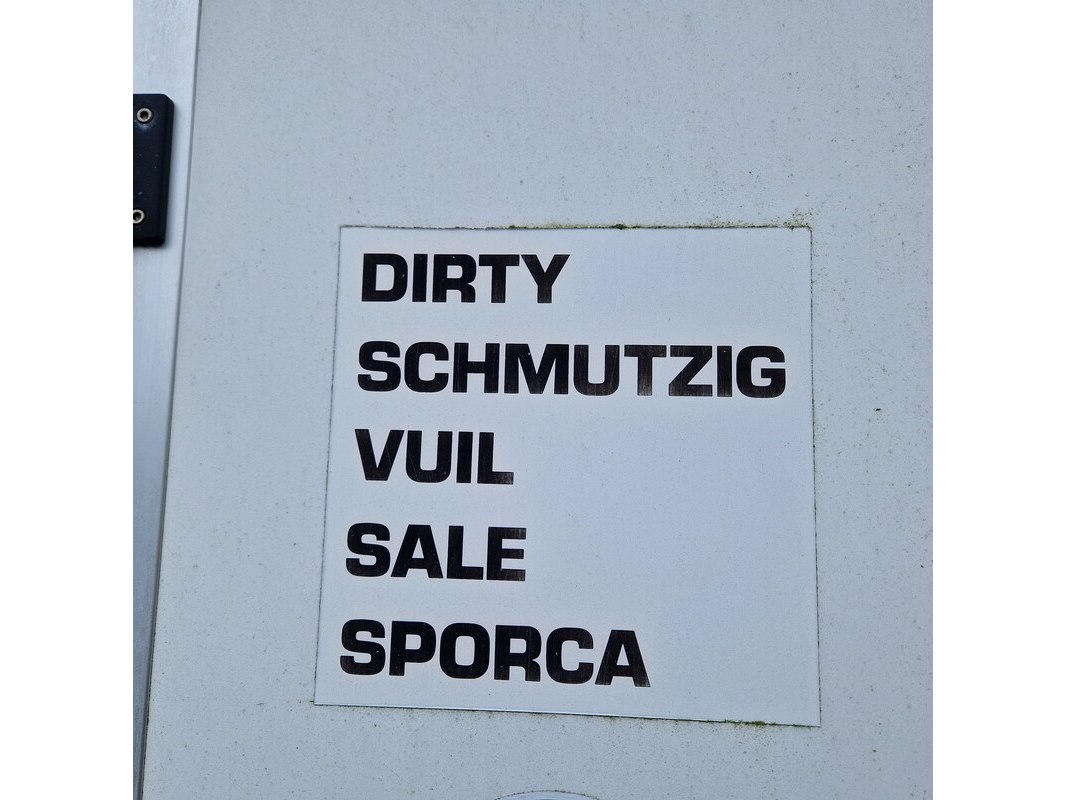 DIRTY
SCHMUTZIG
VUIL
SALE
SPORCA